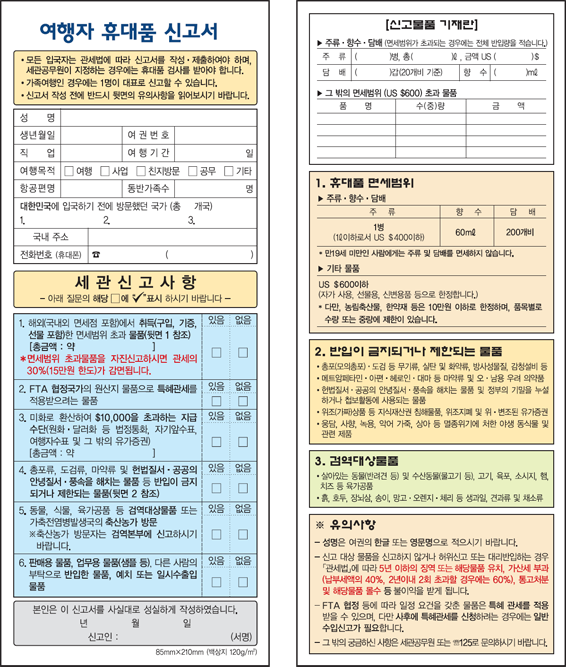 여행자 휴대품 신고서
• 모든 입국자는 관세법에 따라 신고서를 작성・제출하여야 하며,
세관공무원이 지정하는 경우에는 휴대품 검사를 받아야 합니다.
• 가족여행인 경우에는 1명이 대표로 신고할 수 있습니다.
• 신고서 작성 전에 반드시 뒷면의 유의사항을 읽어보시기 바랍니다.
성 명
생년월일 여 권 번 호
직 업 여 행 기 간 일
여행목적 □ 여행 □ 사업 □ 친지방문 □ 공무 □ 기타
항공편명 동반가족수 명
대한민국에 입국하기 전에 방문했던 국가 (총 개국)
1. 2. 3.
국내 주소
전화번호 (휴대폰) ☎ ( )
세 관 신 고 사 항
– 아래 질문의 해당 □에 ✓표시 하시기 바랍니다 –
1. 해외(국내외 면세점 포함)에서 취득(구입, 기증, 있음 없음
선물 포함)한 면세범위 초과 물품(뒷면 1 참조) □ □
[총금액 : 약 ]
*면세범위 초과물품을 자진신고하시면 관세의
30%(15만원 한도)가 감면됩니다.
2. FTA 협정국가의 원산지 물품으로 특혜관세를 있음 없음
적용받으려는 물품 □ □
3. 미화로 환산하여 $10,000을 초과하는 지급 있음 없음
수단(원화・달러화 등 법정통화, 자기앞수표, □ □
여행자수표 및 그 밖의 유가증권)
[총금액 : 약 ]
4. 총포류, 도검류, 마약류 및 헌법질서・공공의 있음 없음
안녕질서・풍속을 해치는 물품 등 반입이 금지 □ □
되거나 제한되는 물품(뒷면 2 참조)
5. 동물, 식물, 육가공품 등 검역대상물품 또는 있음 없음
가축전염병발생국의 축산농가 방문 □ □
※축산농가 방문자는 검역본부에 신고하시기
바랍니다.
6. 판매용 물품, 업무용 물품(샘플 등), 다른 사람의 있음 없음
부탁으로 반입한 물품, 예치 또는 일시수출입 □ □
물품
본인은 이 신고서를 사실대로 성실하게 작성하였습니다.
년 월 일
신고인 : (서명)
85mm×210mm (백상지 120g/㎡)
[신고물품 기재란]
▶ 주류・향수・담배 (면세범위가 초과되는 경우에는 전체 반입량을 적습니다.)
주 류 ( )병, 총( )ℓ, 금액 US ( )$
담 배 ( )갑(20개비 기준) 향 수 ( )㎖
▶ 그 밖의 면세범위 (US $600) 초과 물품
품 명 수(중)량 금 액
1. 휴대품 면세범위
▶ 주류・향수・담배
주 류 향 수 담 배
1병 60㎖ 200개비
(1ℓ이하로서 US $400이하)
* 만19세 미만인 사람에게는 주류 및 담배를 면세하지 않습니다.
▶ 기타 물품
US $600이하
(자가 사용, 선물용, 신변용품 등으로 한정합니다.)
* 다만, 농림축산물, 한약재 등은 10만원 이하로 한정하며, 품목별로
수량 또는 중량에 제한이 있습니다.
2. 반입이 금지되거나 제한되는 물품
• 총포(모의총포)・도검 등 무기류, 실탄 및 화약류, 방사성물질, 감청설비 등
• 메트암페타민・아편・헤로인・대마 등 마약류 및 오・남용 우려 의약품
• 헌법질서・공공의 안녕질서・풍속을 해치는 물품 및 정부의 기밀을 누설
하거나 첩보활동에 사용되는 물품
• 위조(가짜)상품 등 지식재산권 침해물품, 위조지폐 및 위・변조된 유가증권
• 웅담, 사향, 녹용, 악어 가죽, 상아 등 멸종위기에 처한 야생 동식물 및
관련 제품
3. 검역대상물품
• 살아있는 동물(반려견 등) 및 수산동물(물고기 등), 고기, 육포, 소시지, 햄,
치즈 등 육가공품
• 흙, 호두, 장뇌삼, 송이, 망고・오렌지・체리 등 생과일, 견과류 및 채소류
※ 유의사항
– 성명은 여권의 한글 또는 영문명으로 적으시기 바랍니다.
– 신고 대상 물품을 신고하지 않거나 허위신고 또는 대리반입하는 경우
「관세법」에 따라 5년 이하의 징역 또는 해당물품 유치, 가산세 부과
(납부세액의 40%, 2년이내 2회 초과할 경우에는 60%), 통고처분
및 해당물품 몰수 등 불이익을 받게 됩니다.
– FTA 협정 등에 따라 일정 요건을 갖춘 물품은 특혜 관세를 적용
받을 수 있으며, 다만 사후에 특혜관세를 신청하려는 경우에는 일반
수입신고가 필요합니다.
– 그 밖의 궁금하신 사항은 세관공무원 또는 ☏125로 문의하시기 바랍니다.